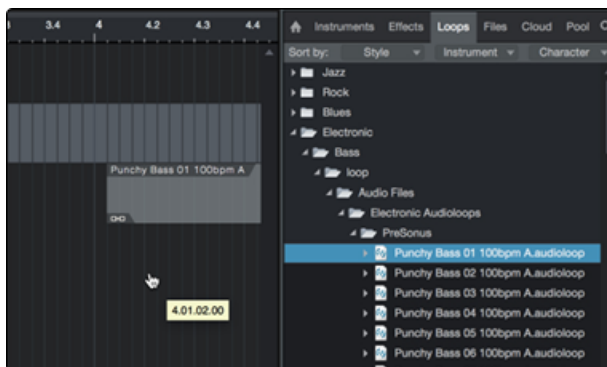 3.4 4 4.2 4.3 4.4
Instruments Effects Loops Files Cloud Pool
Sort by: Style Instrument Character
Jazz
Rock
Blues
Electronic
Bass
loop
Audio Files
Electronic Audioloops
PreSonus
Punchy Bass 01 100bpm A.audioloop
Punchy Bass 02 100bpm A.audioloop
Punchy Bass 03 100bpm A.audioloop
Punchy Bass 04 100bpm A.audioloop
Punchy Bass 05 100bpm A.audioloop
Punchy Bass 06 100bpm A.audioloop
Punchy Bass 01 100bpm A
4.01.02.00